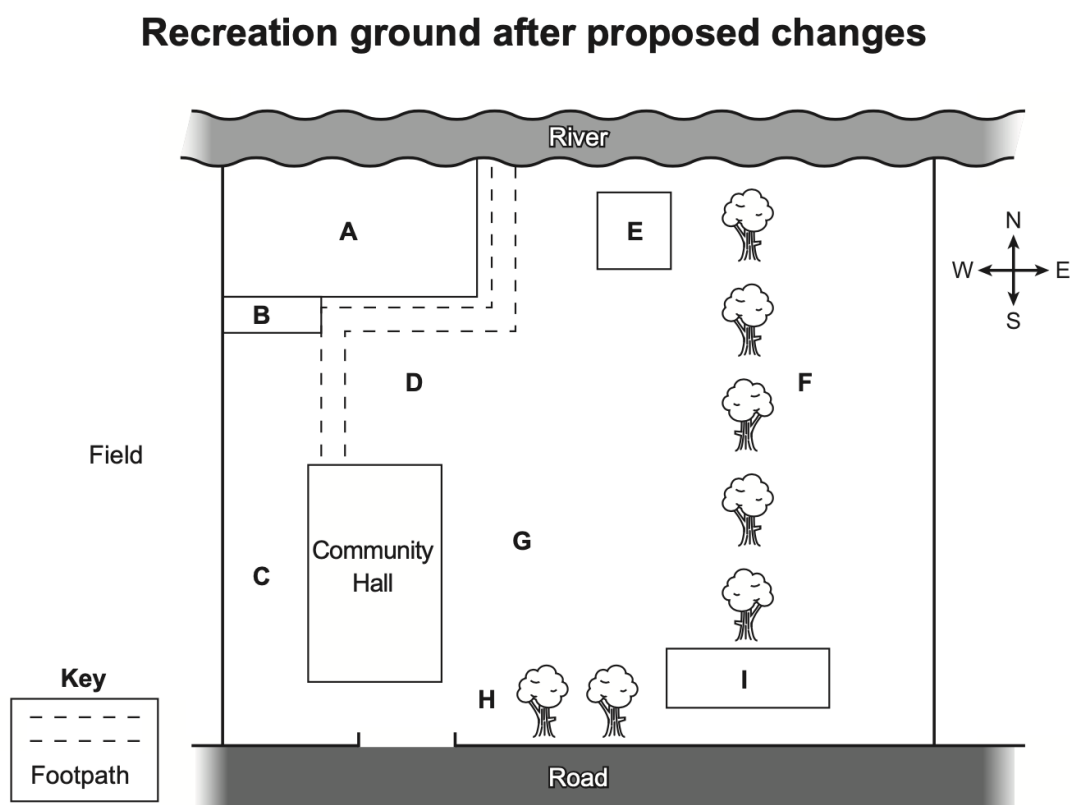 Recreation ground after proposed changes
River
A
E
N
W E
S
B
D
F
Field
G
Community
Hall
C
Key
H
I
Footpath
Road